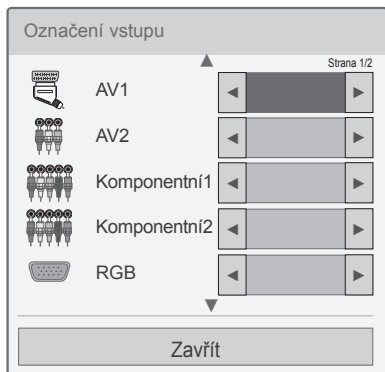 Označení vstupu
Strana 1/2
AV1
AV2
Komponentní1
Komponentní2
RGB
Zavřít